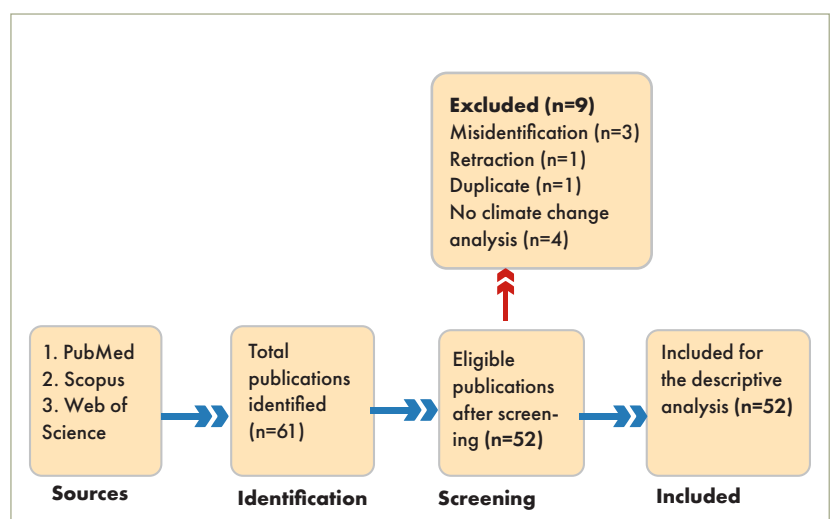 Excluded (n=9)
Misidentification (n=3)
Retraction (n=1)
Duplicate (n=1)
No climate change
analysis (n=4)
1. PubMed
2. Scopus
3. Web of
Science
Sources
Total
publications
identified
(n=61)
Identification
Eligible
publications
after screen-
ing (n=52)
Screening
Included for
the descriptive
analysis (n=52)
Included